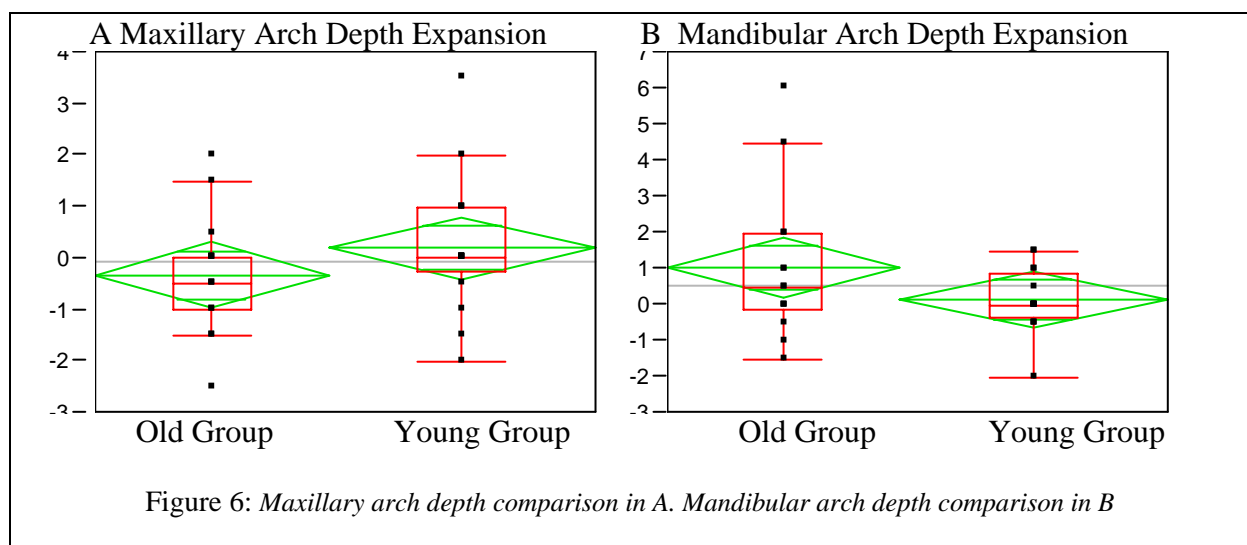 A Maxillary Arch Depth Expansion
4
3
2
1
0
-1
-2
-3
Old Group
Young Group
B Mandibular Arch Depth Expansion
7
6
5
4
3
2
1
0
-1
-2
-3
Old Group
Young Group
Figure 6: Maxillary arch depth comparison in A. Mandibular arch depth comparison in B